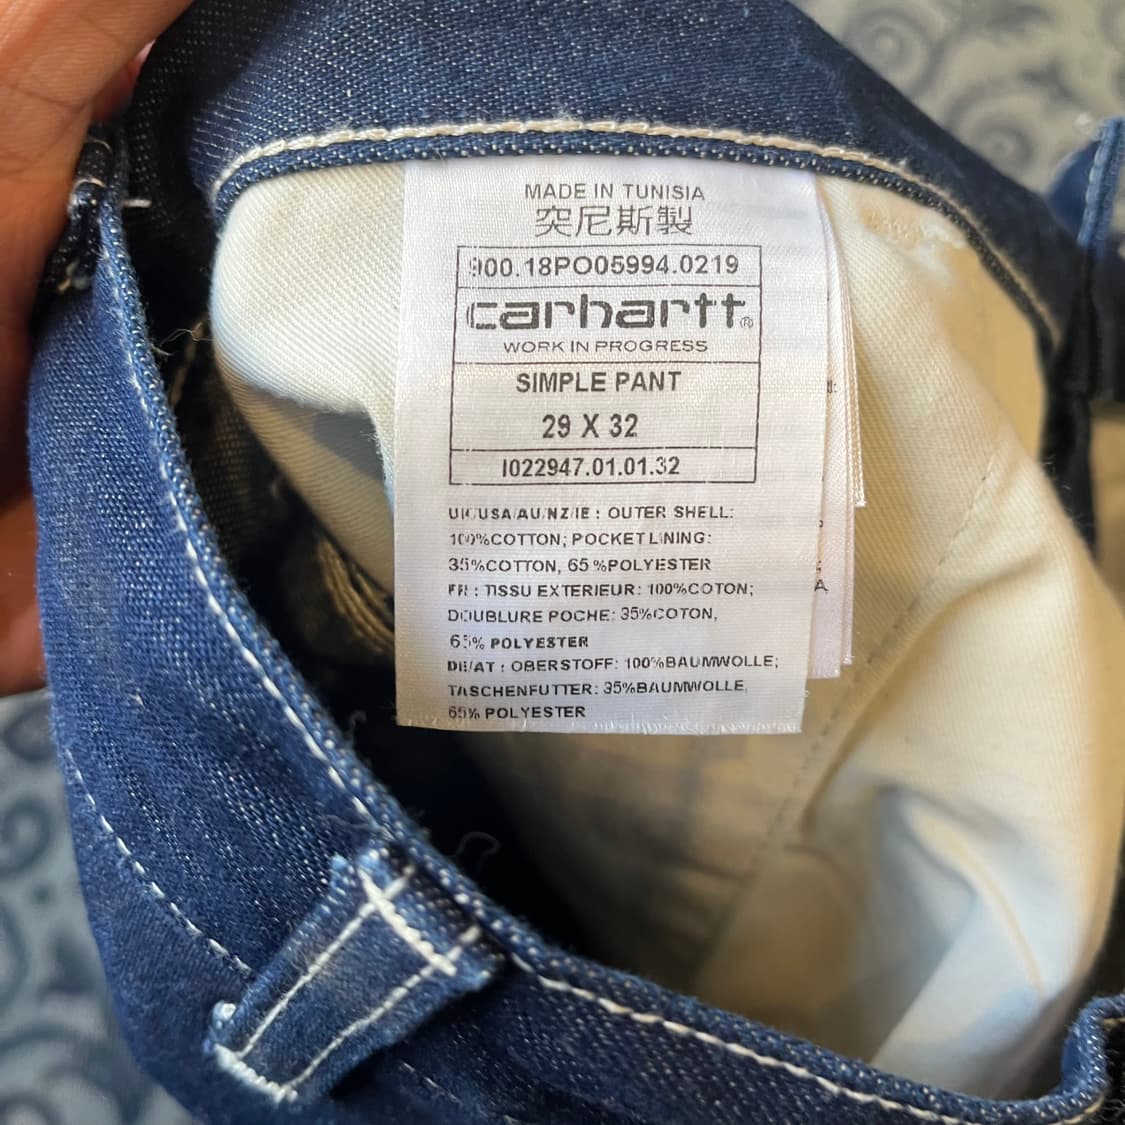 MADE IN TUNISIA
突尼斯製
900.18PO05994.0219
carhartt®
WORK IN PROGRESS
SIMPLE PANT
29 X 32
I022947.01.01.32
UK/USA/AU/NZ/IE : OUTER SHELL:
100%COTTON; POCKET LINING:
35%COTTON, 65%POLYESTER
FR : TISSU EXTERIEUR: 100%COTON;
DOUBLURE POCHE: 35%COTON,
65% POLYESTER
DE/AT : OBERSTOFF: 100%BAUMWOLLE;
TASCHENFUTTER: 35%BAUMWOLLE,
65% POLYESTER